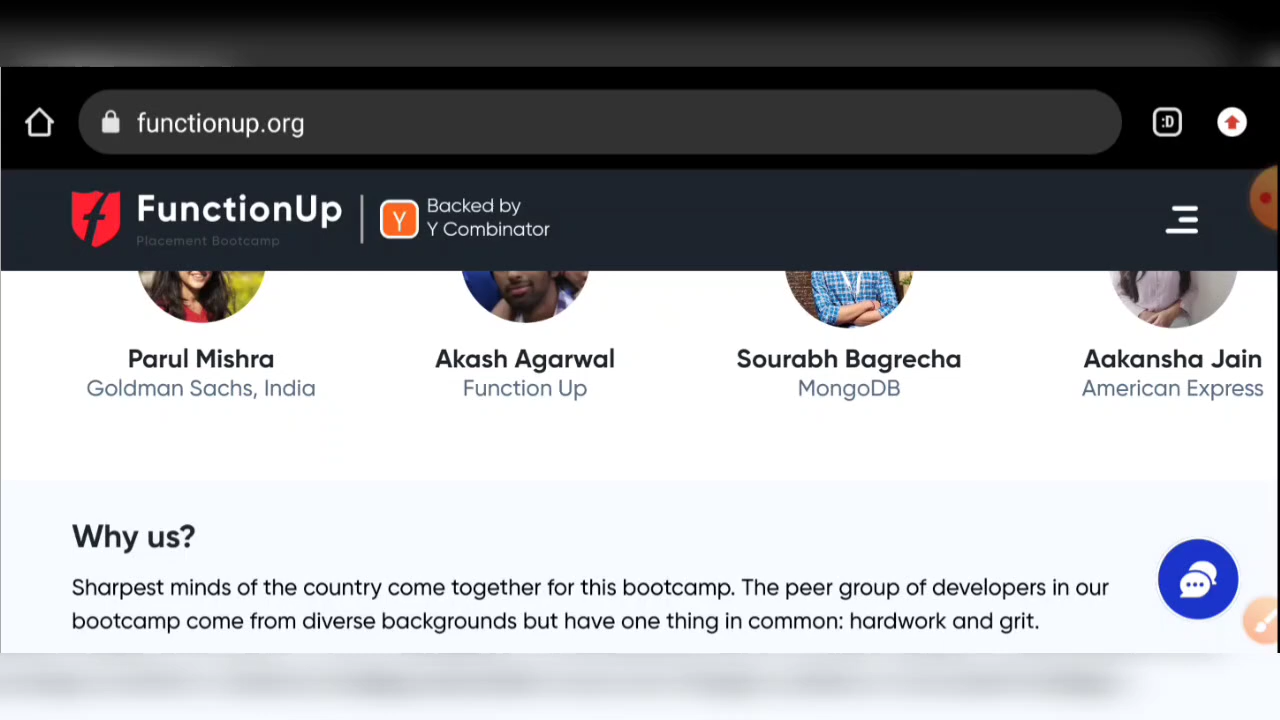 :D
functionup.org
FunctionUp
Placement Bootcamp
Y
Backed by
Y Combinator
Parul Mishra
Goldman Sachs, India
Akash Agarwal
Function Up
Sourabh Bagrecha
MongoDB
Aakansha Jain
American Express
Why us?
Sharpest minds of the country come together for this bootcamp. The peer group of developers in our
bootcamp come from diverse backgrounds but have one thing in common: hardwork and grit.